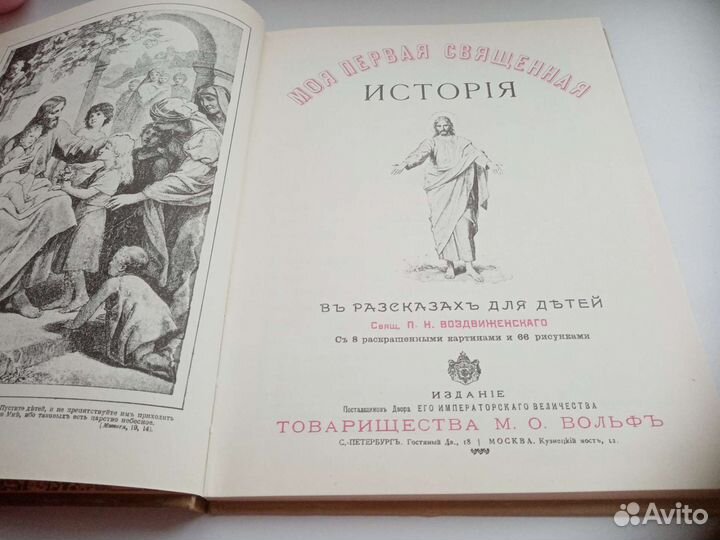 Пустите дѣтей, и не препятствуйте имъ приходить
Мнѣ, ибо таковыхъ есть царство небесное.
(Матѳея, 19, 14).
МОЯ ПЕРВАЯ СВЯЩЕННАЯ
ИСТОРІЯ
ВЪ РАЗСКАЗАХЪ ДЛЯ ДѢТЕЙ
Свящ. П. Н. ВОЗДВИЖЕНСКАГО
Съ 8 раскрашенными картинами и 66 рисунками
ИЗДАНІЕ
Поставщиковъ Двора ЕГО ИМПЕРАТОРСКАГО ВЕЛИЧЕСТВА
ТОВАРИЩЕСТВА М. О. ВОЛЬФЪ
С.-ПЕТЕРБУРГЪ. Гостиный Дв., 18 | МОСКВА. Кузнецкій мостъ, 12.
Avito